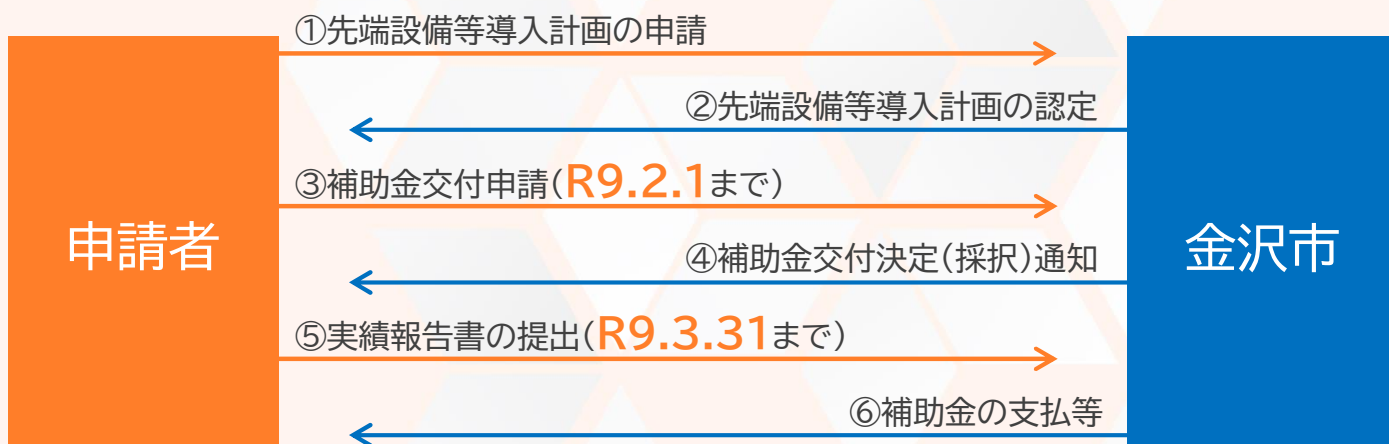 ①先端設備等導入計画の申請
②先端設備等導入計画の認定
③補助金交付申請(R9.2.1まで)
申請者
金沢市
④補助金交付決定(採択)通知
⑤実績報告書の提出(R9.3.31まで)
⑥補助金の支払等